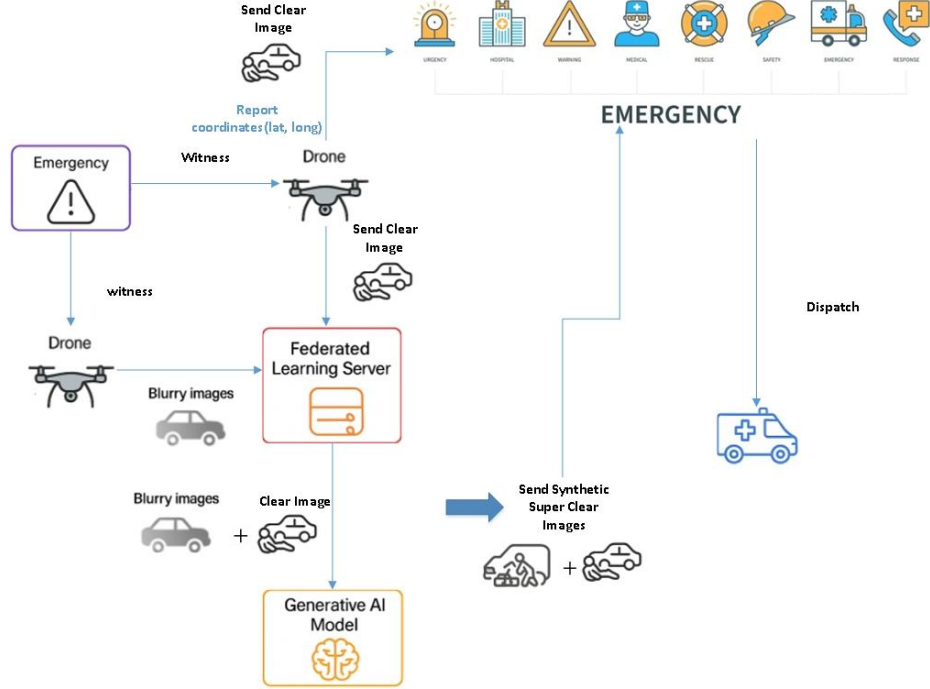 Send Clear
Image
URGENCY
HOSPITAL
WARNING
MEDICAL
RESCUE
SAFETY
EMERGENCY
RESPONSE
EMERGENCY
Report
coordinates(lat, long)
Witness
Emergency
Drone
Send Clear
Image
witness
Drone
Federated
Learning Server
Blurry images
Dispatch
Blurry images
+
Clear Image
Send Synthetic
Super Clear
Images
+
Generative AI
Model